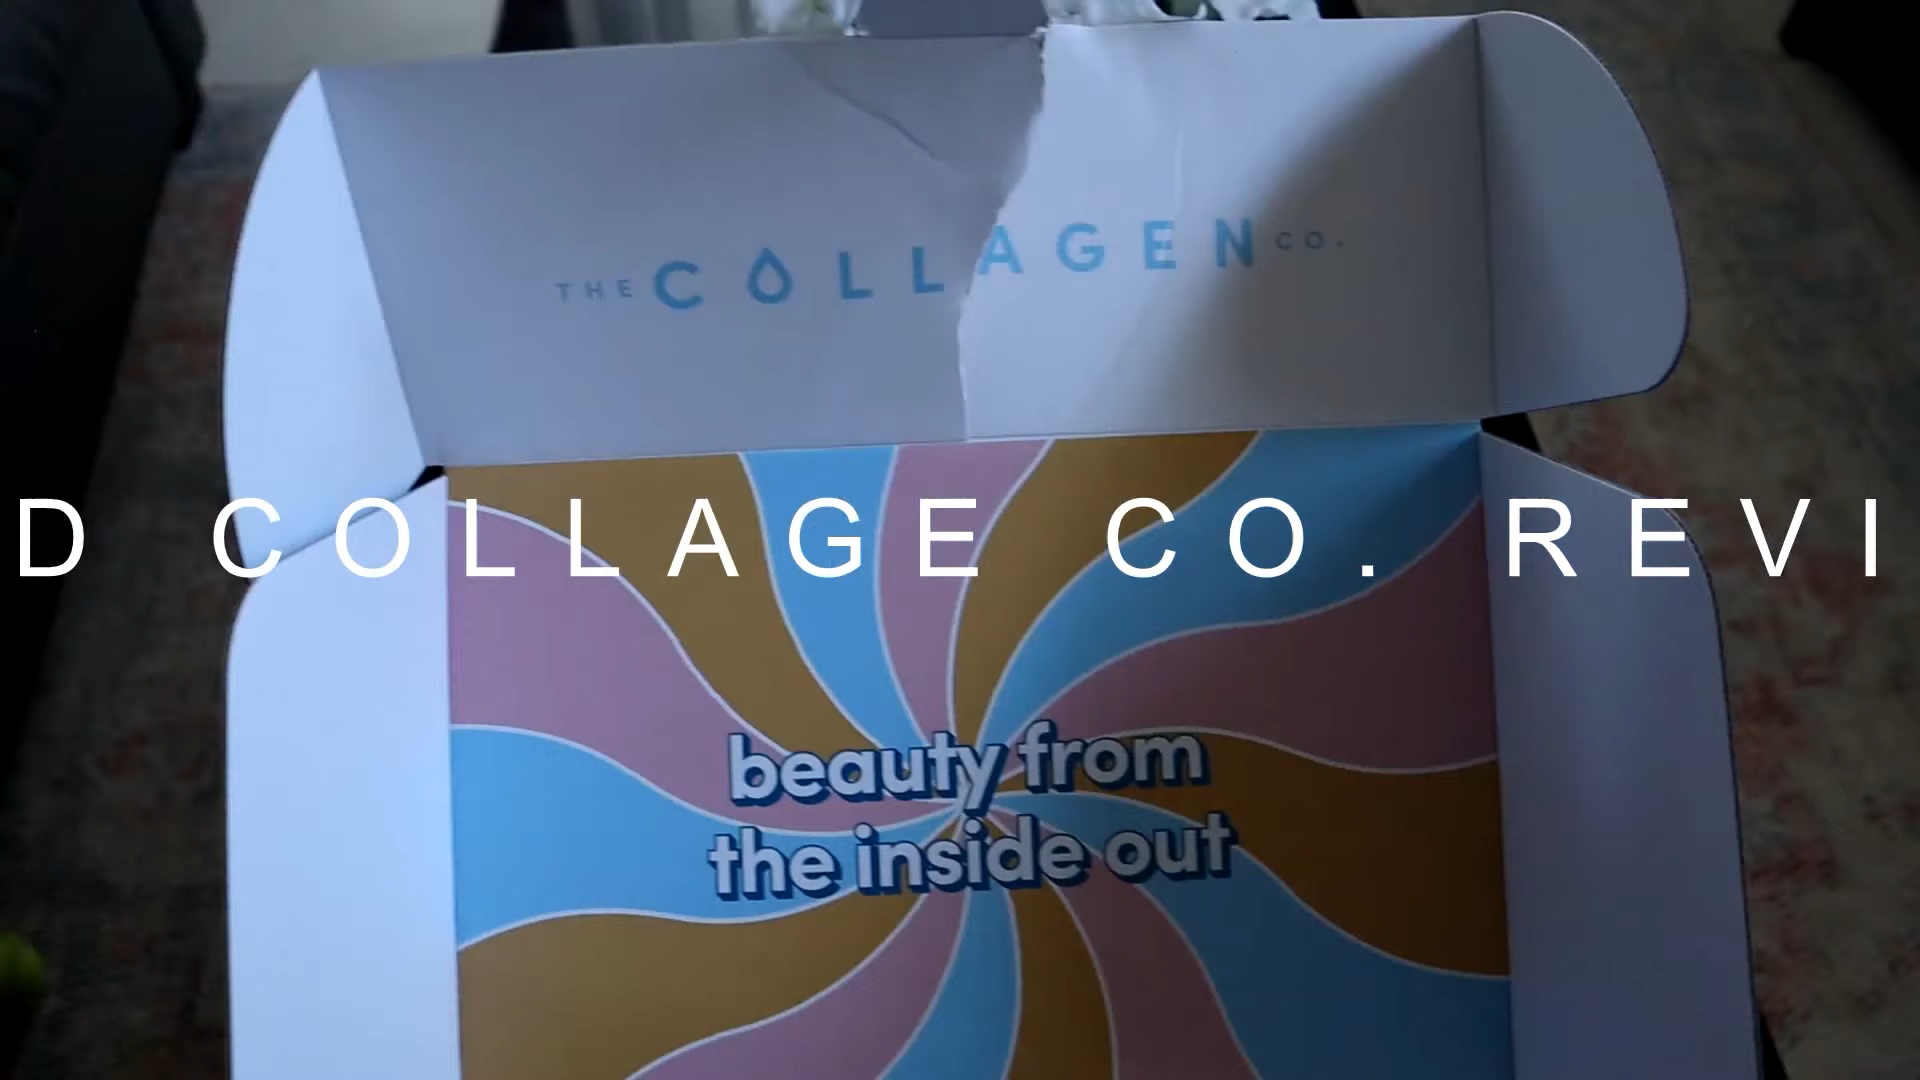 THE COLLAGEN CO.
D COLLAGE CO. REVI
beauty from
the inside out